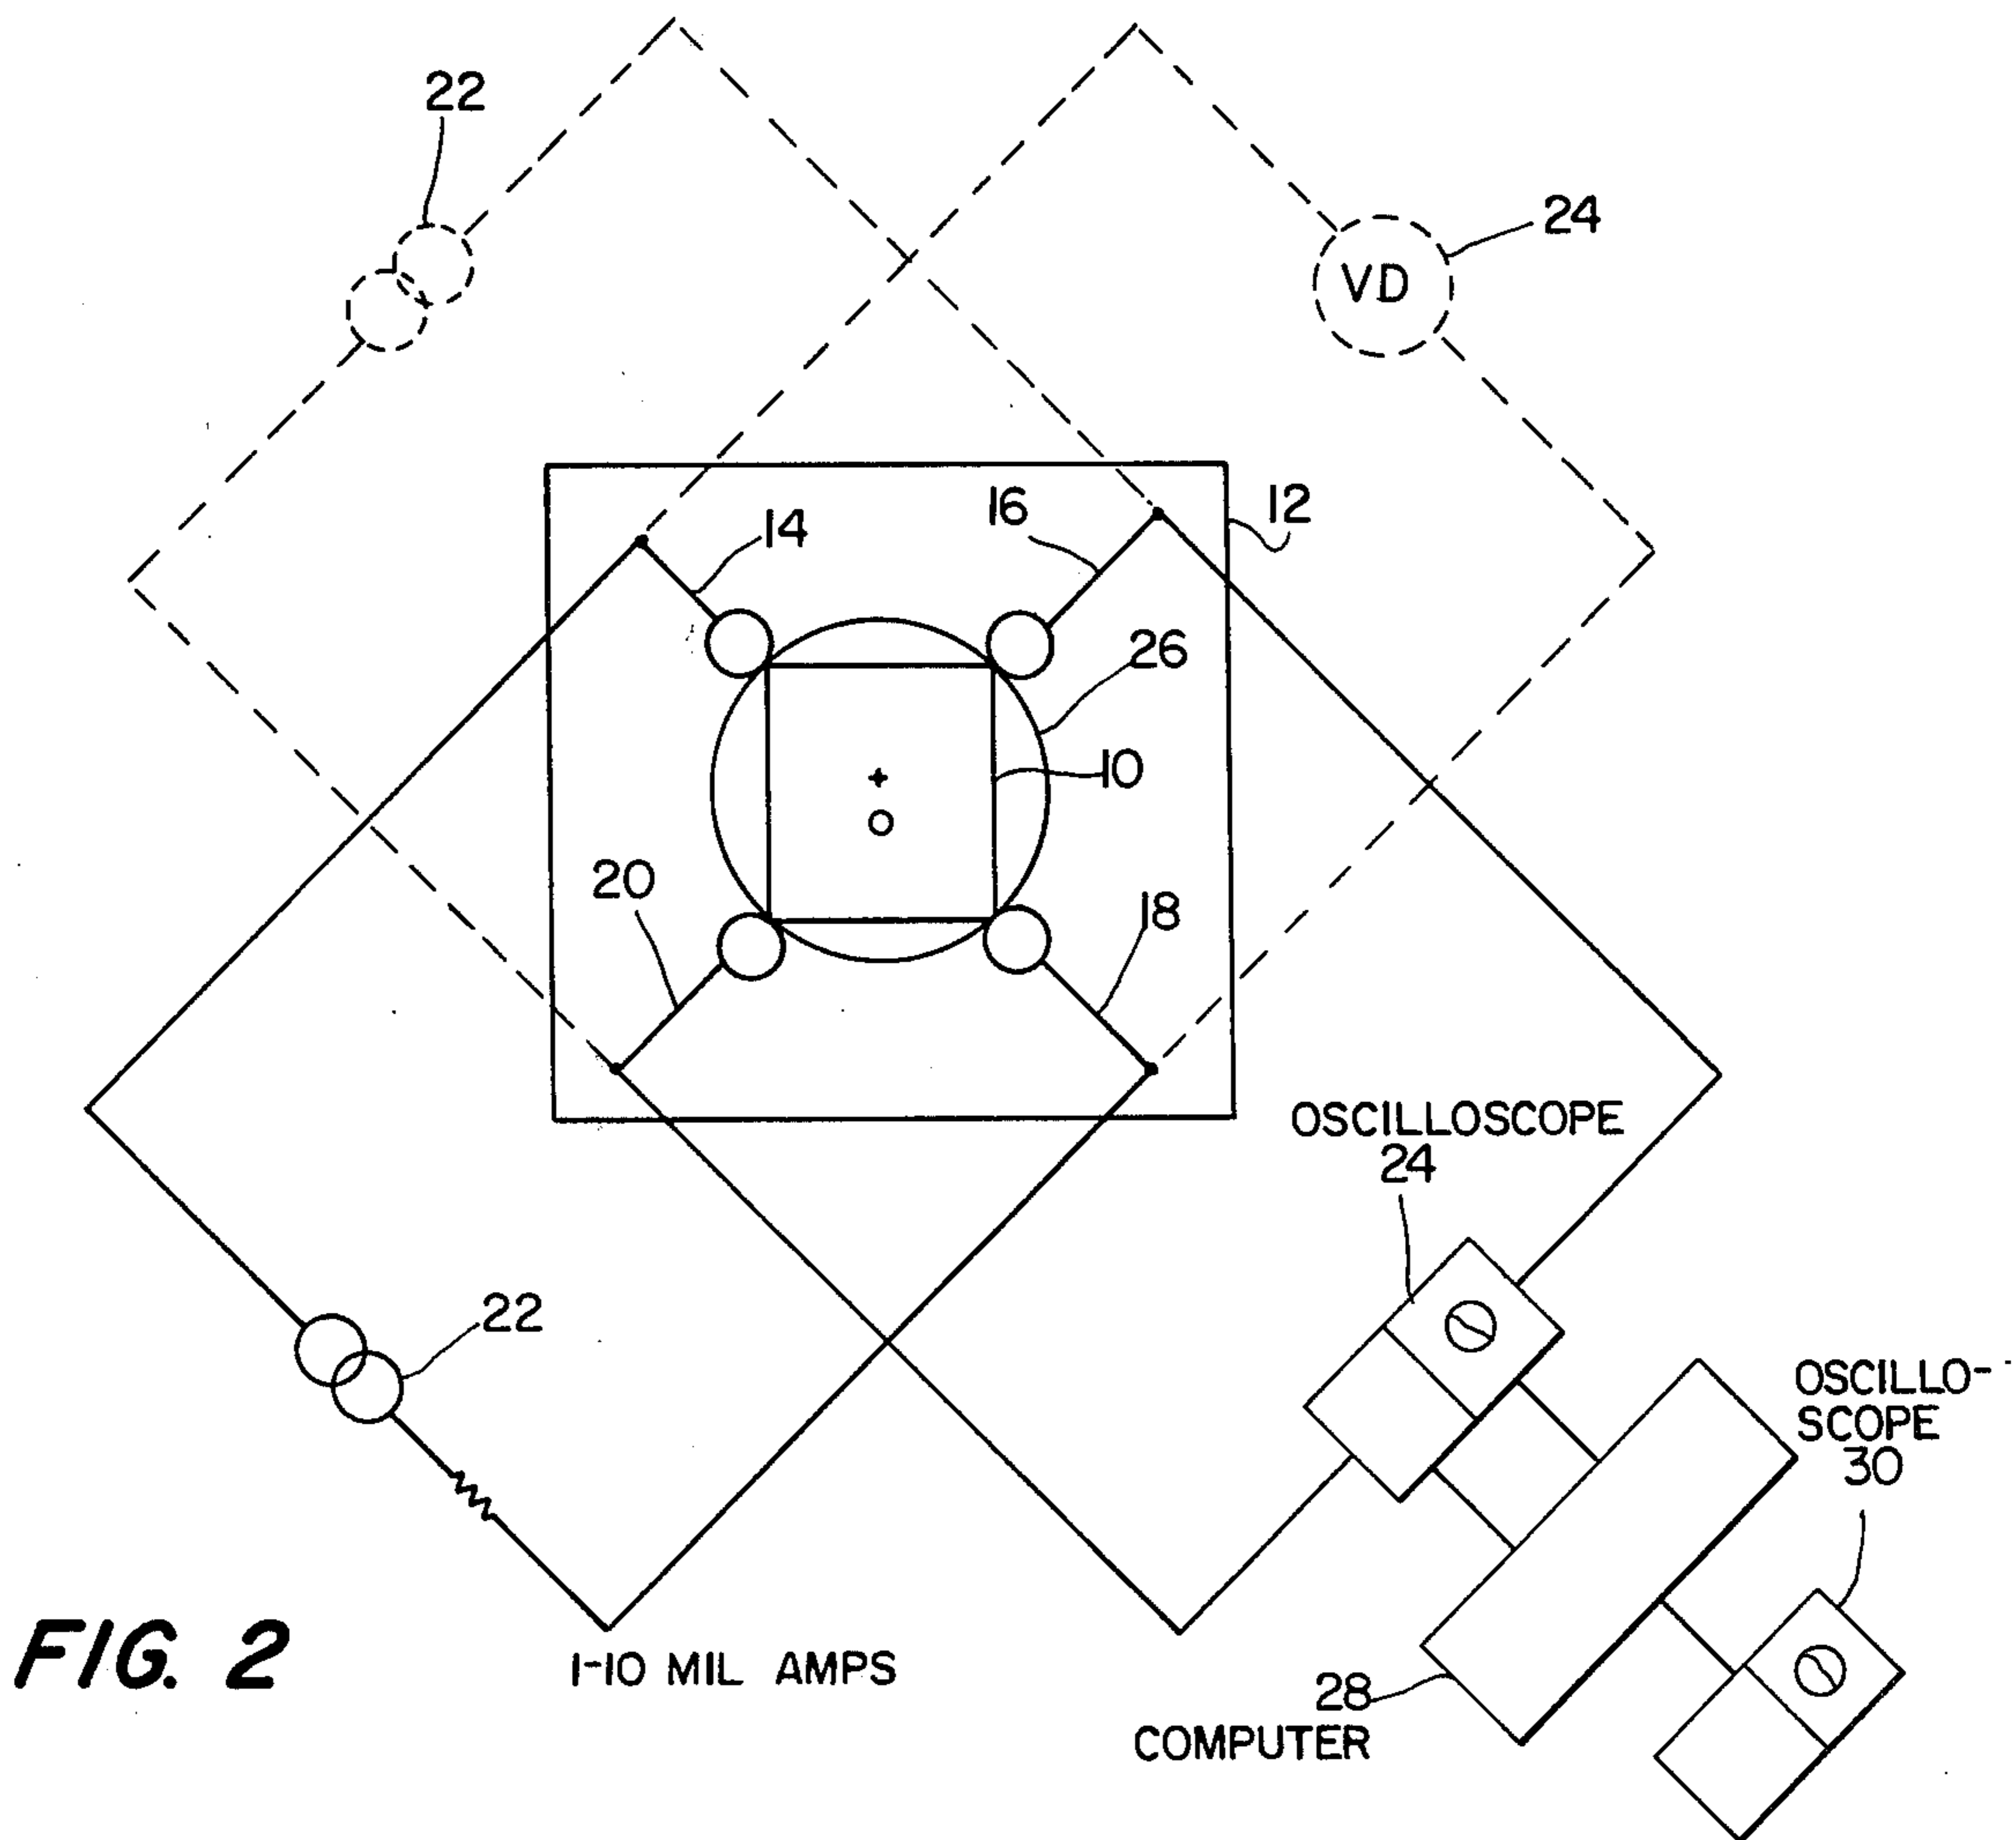 22
24
VD
14
16
12
26
10
+
O
20
18
OSCILLOSCOPE
24
22
OSCILLO-
SCOPE
30
FIG. 2
1-10 MIL AMPS
28
COMPUTER